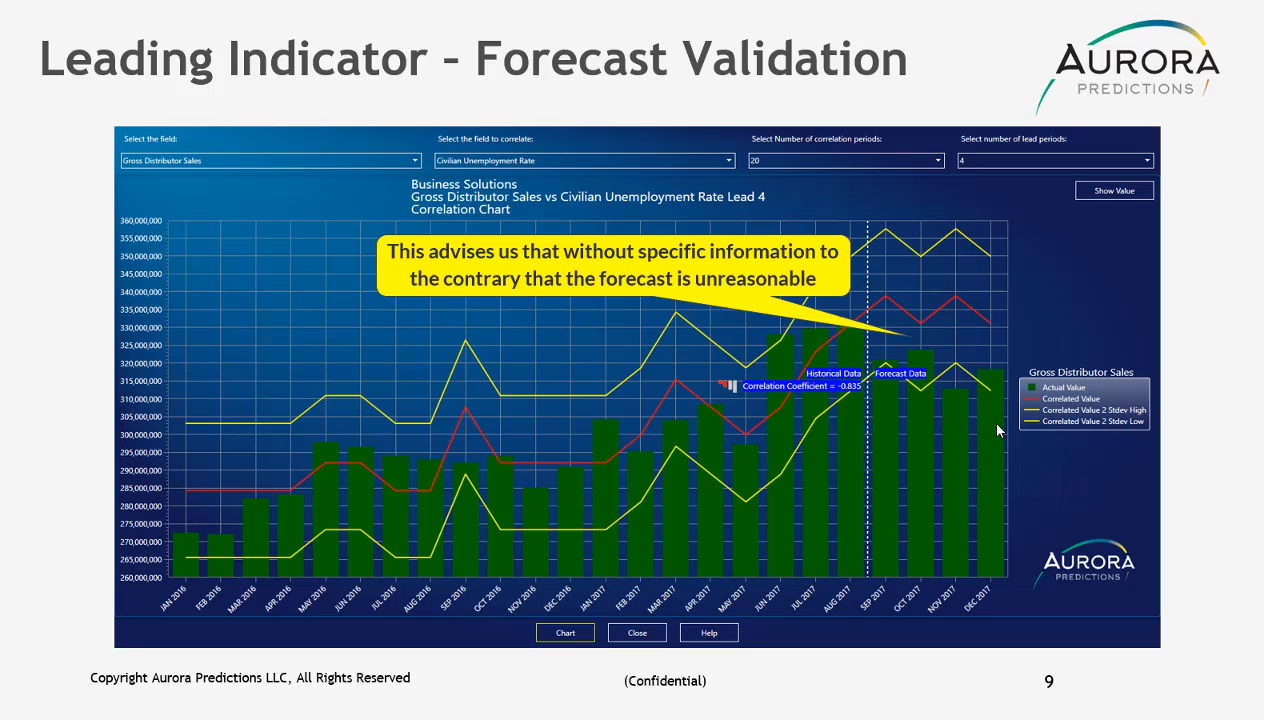 Leading Indicator – Forecast Validation
AURORA
PREDICTIONS
Select the field:
Select the field to correlate:
Select Number of correlation periods:
Select number of lead periods:
Gross Distributor Sales
Civilian Unemployment Rate
20
4
Business Solutions
Gross Distributor Sales vs Civilian Unemployment Rate Lead 4
Correlation Chart
Show Value
This advises us that without specific information to
the contrary that the forecast is unreasonable
360,000,000
355,000,000
350,000,000
345,000,000
340,000,000
335,000,000
330,000,000
325,000,000
320,000,000
315,000,000
310,000,000
305,000,000
300,000,000
295,000,000
290,000,000
285,000,000
280,000,000
275,000,000
270,000,000
265,000,000
260,000,000
Historical Data
Forecast Data
Correlation Coefficient = -0.835
Gross Distributor Sales
Actual Value
Correlated Value
Correlated Value 2 Stdev High
Correlated Value 2 Stdev Low
AURORA
PREDICTIONS
JAN 2016
FEB 2016
MAR 2016
APR 2016
MAY 2016
JUN 2016
JUL 2016
AUG 2016
SEP 2016
OCT 2016
NOV 2016
DEC 2016
JAN 2017
FEB 2017
MAR 2017
APR 2017
MAY 2017
JUN 2017
JUL 2017
AUG 2017
SEP 2017
OCT 2017
NOV 2017
DEC 2017
Chart
Close
Help
Copyright Aurora Predictions LLC, All Rights Reserved
(Confidential)
9